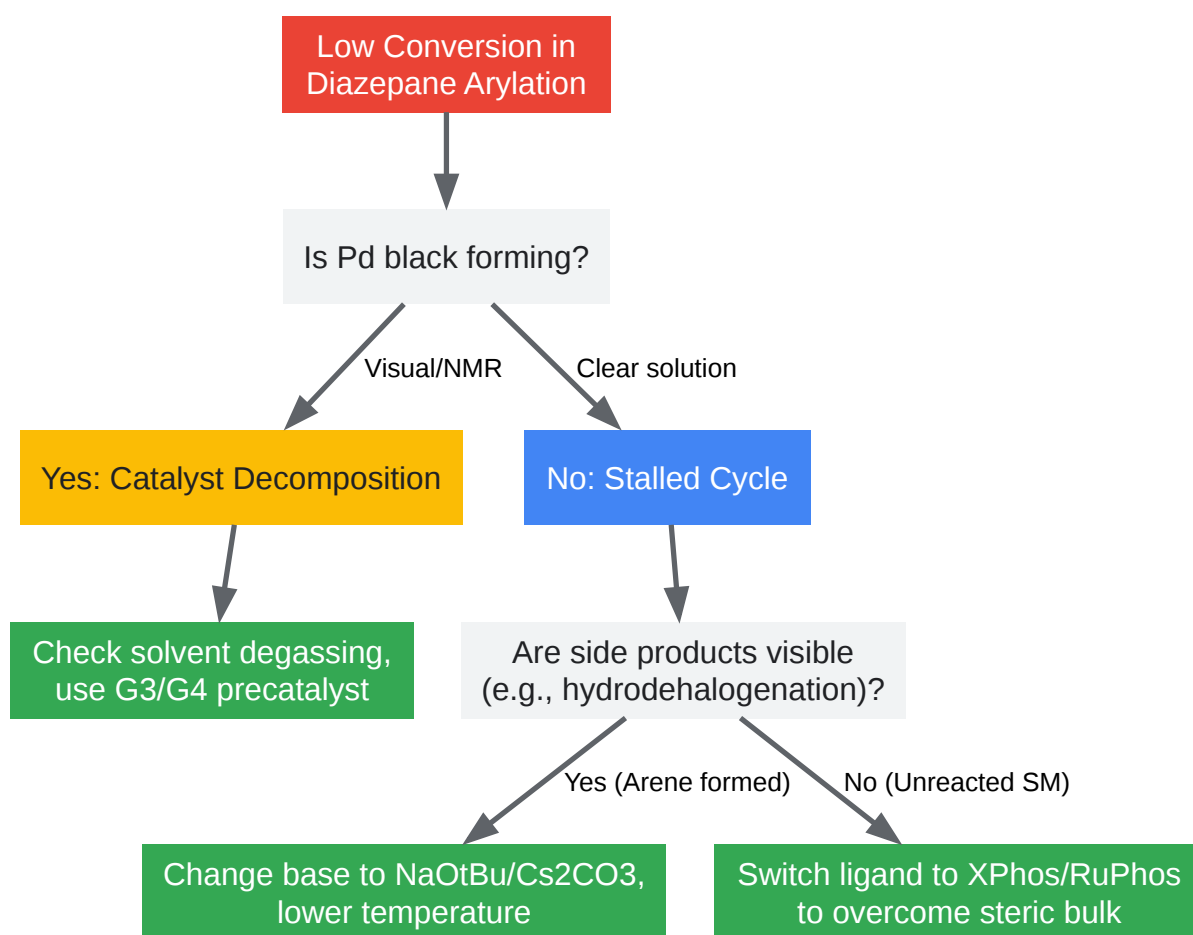 Low Conversion in
Diazepane Arylation
Is Pd black forming?
Visual/NMR
Clear solution
Yes: Catalyst Decomposition
No: Stalled Cycle
Check solvent degassing,
use G3/G4 precatalyst
Are side products visible
(e.g., hydrodehalogenation)?
Yes (Arene formed)
No (Unreacted SM)
Change base to NaOtBu/Cs2CO3,
lower temperature
Switch ligand to XPhos/RuPhos
to overcome steric bulk